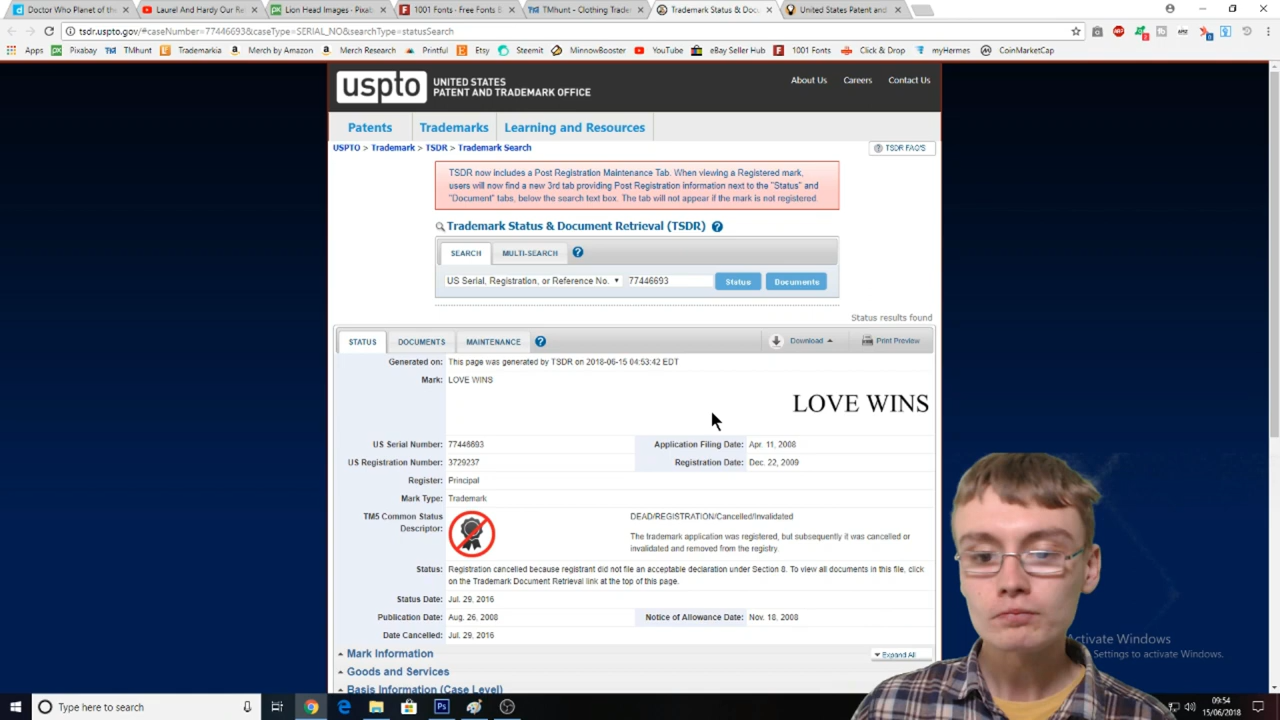 Doctor Who Planet of the
Laurel And Hardy Our Re
Lion Head Images - Pixab
1001 Fonts - Free Fonts B
TMhunt - Clothing Trade
Trademark Status & Docu
United States Patent and
tsdr.uspto.gov/#caseNumber=77446693&caseType=SERIAL_NO&searchType=statusSearch
Apps Pixabay TMhunt Trademarkia Merch by Amazon Merch Research Printful Etsy Steemit MinnowBooster YouTube eBay Seller Hub 1001 Fonts Click & Drop myHermes CoinMarketCap
uspto UNITED STATES PATENT AND TRADEMARK OFFICE
About Us Careers Contact Us
Patents Trademarks Learning and Resources
USPTO > Trademark > TSDR > Trademark Search
TSDR FAQ'S
TSDR now includes a Post Registration Maintenance Tab. When viewing a Registered mark,
users will now find a new 3rd tab providing Post Registration information next to the "Status" and
"Document" tabs, below the search text box. The tab will not appear if the mark is not registered.
Trademark Status & Document Retrieval (TSDR) ?
SEARCH MULTI-SEARCH ?
US Serial, Registration, or Reference No. 77446693 Status Documents
Status results found
STATUS DOCUMENTS MAINTENANCE ? Download Print Preview
Generated on: This page was generated by TSDR on 2018-06-15 04:53:42 EDT
Mark: LOVE WINS
LOVE WINS
US Serial Number: 77446693 Application Filing Date: Apr. 11, 2008
US Registration Number: 3729237 Registration Date: Dec. 22, 2009
Register: Principal
Mark Type: Trademark
TM5 Common Status Descriptor: DEAD/REGISTRATION/Cancelled/Invalidated
The trademark application was registered, but subsequently it was cancelled or
invalidated and removed from the registry.
Status: Registration cancelled because registrant did not file an acceptable declaration under Section 8. To view all documents in this file, click
on the Trademark Document Retrieval link at the top of this page.
Status Date: Jul. 29, 2016
Publication Date: Aug. 26, 2008 Notice of Allowance Date: Nov. 18, 2008
Date Cancelled: Jul. 29, 2016
Mark Information
Expand All
Goods and Services
Basis Information (Case Level)
Activate Windows
Settings to activate Windows.
Type here to search
09:54
15/06/2018